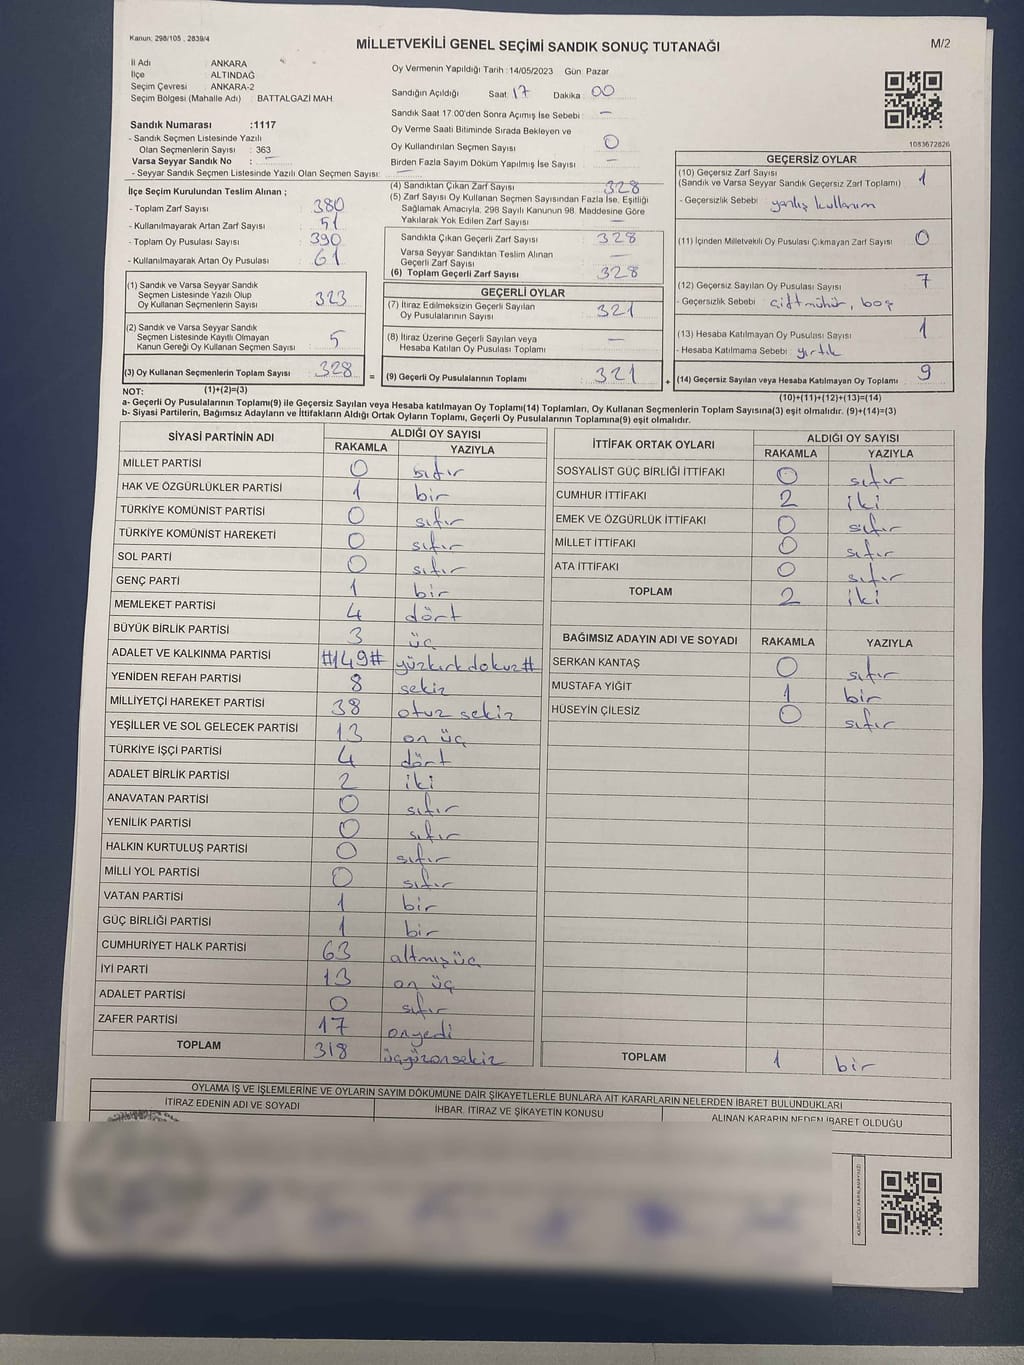 Kanun: 298/105 , 2839/4
MİLLETVEKİLİ GENEL SEÇİMİ SANDIK SONUÇ TUTANAĞI
M/2
İl Adı : ANKARA
İlçe : ALTINDAĞ
Seçim Çevresi : ANKARA-2
Seçim Bölgesi (Mahalle Adı) : BATTALGAZİ MAH
Sandık Numarası :1117
- Sandık Seçmen Listesinde Yazılı
Olan Seçmenlerin Sayısı : 363
Varsa Seyyar Sandık No : -
- Seyyar Sandık Seçmen Listesinde Yazılı Olan Seçmen Sayısı: -
Oy Vermenin Yapıldığı Tarih :14/05/2023 Gün: Pazar
Sandığın Açıldığı Saat: 17 Dakika: 00
Sandık Saat 17:00'den Sonra Açımış İse Sebebi : -
Oy Verme Saati Bitiminde Sırada Bekleyen ve
Oy Kullandırılan Seçmen Sayısı : 0
Birden Fazla Sayım Döküm Yapılmış İse Sayısı : -
1083672826
İlçe Seçim Kurulundan Teslim Alınan ;
- Toplam Zarf Sayısı : 380
- Kullanılmayarak Artan Zarf Sayısı : 51
- Toplam Oy Pusulası Sayısı : 390
- Kullanılmayarak Artan Oy Pusulası : 61
(1) Sandık ve Varsa Seyyar Sandık
Seçmen Listesinde Yazılı Olup
Oy Kullanan Seçmenlerin Sayısı : 323
(2) Sandık ve Varsa Seyyar Sandık
Seçmen Listesinde Kayıtlı Olmayan
Kanun Gereği Oy Kullanan Seçmen Sayısı : 5
(3) Oy Kullanan Seçmenlerin Toplam Sayısı : 328
(1)+(2)=(3)
(4) Sandıktan Çıkan Zarf Sayısı : 328
(5) Zarf Sayısı Oy Kullanan Seçmen Sayısından Fazla İse, Eşitliği
Sağlamak Amacıyla, 298 Sayılı Kanunun 98. Maddesine Göre
Yakılarak Yok Edilen Zarf Sayısı : -
Sandıkta Çıkan Geçerli Zarf Sayısı : 328
Varsa Seyyar Sandıktan Teslim Alınan
Geçerli Zarf Sayısı : -
(6) Toplam Geçerli Zarf Sayısı : 328
GEÇERLİ OYLAR
(7) İtiraz Edilmeksizin Geçerli Sayılan
Oy Pusulalarının Sayısı : 321
(8) İtiraz Üzerine Geçerli Sayılan veya
Hesaba Katılan Oy Pusulası Toplamı : -
= (9) Geçerli Oy Pusulalarının Toplamı : 321 +
GEÇERSİZ OYLAR
(10) Geçersiz Zarf Sayısı : 1
(Sandık ve Varsa Seyyar Sandık Geçersiz Zarf Toplamı)
- Geçersizlik Sebebi : yanlış kullanım
(11) İçinden Milletvekili Oy Pusulası Çıkmayan Zarf Sayısı : 0
(12) Geçersiz Sayılan Oy Pusulası Sayısı : 7
- Geçersizlik Sebebi : çift mühür, boş
(13) Hesaba Katılmayan Oy Pusulası Sayısı : 1
- Hesaba Katılmama Sebebi : yırtık
(14) Geçersiz Sayılan veya Hesaba Katılmayan Oy Toplamı : 9
(10)+(11)+(12)+(13)=(14)
NOT:
a- Geçerli Oy Pusulalarının Toplamı(9) ile Geçersiz Sayılan veya Hesaba katılmayan Oy Toplamı(14) Toplamları, Oy Kullanan Seçmenlerin Toplam Sayısına(3) eşit olmalıdır. (9)+(14)=(3)
b- Siyasi Partilerin, Bağımsız Adayların ve İttifakların Aldığı Ortak Oyların Toplamı, Geçerli Oy Pusulalarının Toplamına(9) eşit olmalıdır.
SİYASİ PARTİNİN ADI ALDIĞI OY SAYISI
RAKAMLA YAZIYLA
MİLLET PARTİSİ 0 sıfır
HAK VE ÖZGÜRLÜKLER PARTİSİ 1 bir
TÜRKİYE KOMÜNİST PARTİSİ 0 sıfır
TÜRKİYE KOMÜNİST HAREKETİ 0 sıfır
SOL PARTİ 0 sıfır
GENÇ PARTİ 1 bir
MEMLEKET PARTİSİ 4 dört
BÜYÜK BİRLİK PARTİSİ 3 üç
ADALET VE KALKINMA PARTİSİ #149# yüzkırkdokuz#
YENİDEN REFAH PARTİSİ 8 sekiz
MİLLİYETÇİ HAREKET PARTİSİ 38 otuz sekiz
YEŞİLLER VE SOL GELECEK PARTİSİ 13 on üç
TÜRKİYE İŞÇİ PARTİSİ 4 dört
ADALET BİRLİK PARTİSİ 2 iki
ANAVATAN PARTİSİ 0 sıfır
YENİLİK PARTİSİ 0 sıfır
HALKIN KURTULUŞ PARTİSİ 0 sıfır
MİLLİ YOL PARTİSİ 0 sıfır
VATAN PARTİSİ 1 bir
GÜÇ BİRLİĞİ PARTİSİ 1 bir
CUMHURİYET HALK PARTİSİ 63 altmışüç
İYİ PARTİ 13 on üç
ADALET PARTİSİ 0 sıfır
ZAFER PARTİSİ 17 onyedi
TOPLAM 318 üçyüzonsekiz
İTTİFAK ORTAK OYLARI ALDIĞI OY SAYISI
RAKAMLA YAZIYLA
SOSYALİST GÜÇ BİRLİĞİ İTTİFAKI 0 sıfır
CUMHUR İTTİFAKI 2 iki
EMEK VE ÖZGÜRLÜK İTTİFAKI 0 sıfır
MİLLET İTTİFAKI 0 sıfır
ATA İTTİFAKI 0 sıfır
TOPLAM 2 iki
BAĞIMSIZ ADAYIN ADI VE SOYADI RAKAMLA YAZIYLA
SERKAN KANTAŞ 0 sıfır
MUSTAFA YİĞİT 1 bir
HÜSEYİN ÇİLESİZ 0 sıfır
TOPLAM 1 bir
OYLAMA İŞ VE İŞLEMLERİNE VE OYLARIN SAYIM DÖKÜMÜNE DAİR ŞİKAYETLERLE BUNLARA AİT KARARLARIN NELERDEN İBARET BULUNDUKLARI
İTİRAZ EDENİN ADI VE SOYADI İHBAR, İTİRAZ VE ŞİKAYETİN KONUSU ALINAN KARARIN NEDEN İBARET OLDUĞU